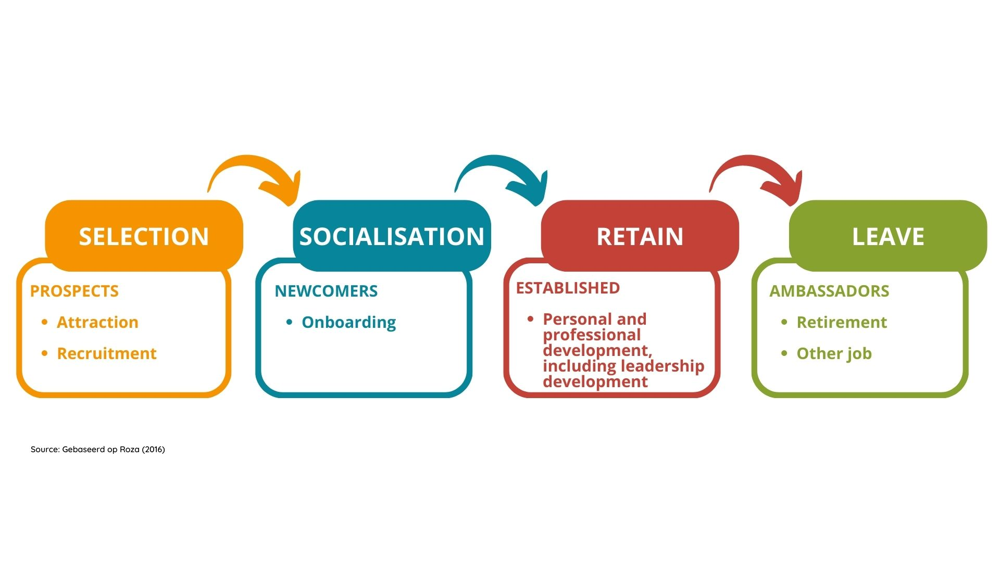 SELECTION
PROSPECTS
• Attraction
• Recruitment
SOCIALISATION
NEWCOMERS
• Onboarding
RETAIN
ESTABLISHED
• Personal and
professional
development,
including leadership
development
LEAVE
AMBASSADORS
• Retirement
• Other job
Source: Gebaseerd op Roza (2016)